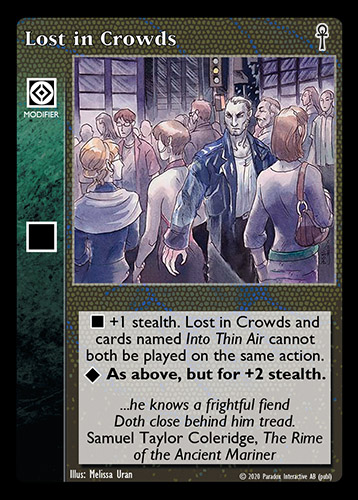 Lost in Crowds
MODIFIER
+1 stealth. Lost in Crowds and
cards named Into Thin Air cannot
both be played on the same action.
As above, but for +2 stealth.
...he knows a frightful fiend
Doth close behind him tread.
Samuel Taylor Coleridge, The Rime
of the Ancient Mariner
Illus: Melissa Uran
© 2020 Paradox Interactive AB (publ)